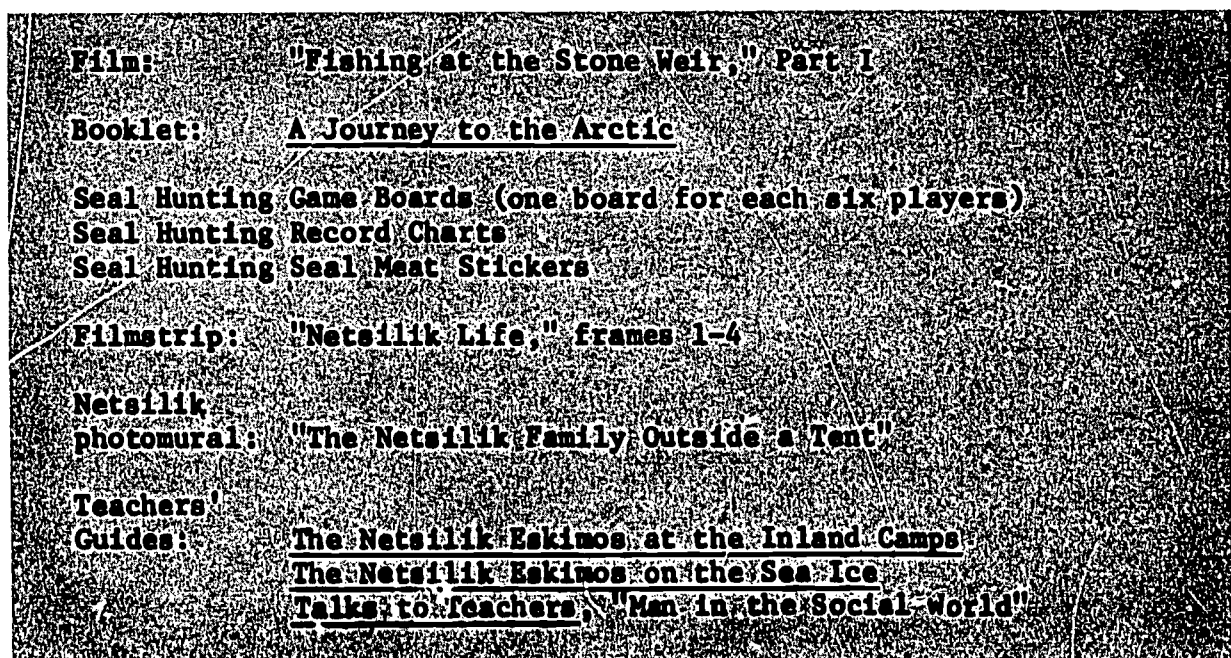 Film: "Fishing at the Stone Weir," Part I
Booklet: A Journey to the Arctic
Seal Hunting Game Boards (one board for each six players)
Seal Hunting Record Charts
Seal Hunting Seal Meat Stickers
Filmstrip: "Netsilik Life," frames 1-4
Netsilik
photomural: "The Netsilik Family Outside a Tent"
Teachers'
Guides: The Netsilik Eskimos at the Inland Camps
The Netsilik Eskimos on the Sea Ice
Talks to Teachers, "Man in the Social World"